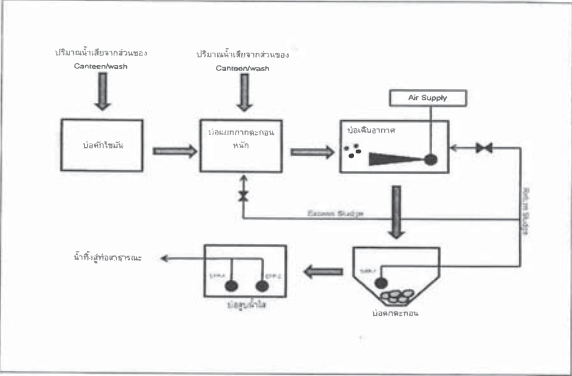 ปริมาณน้ำเสียจากส่วนของ
Canteen/wash
ปริมาณน้ำเสียจากส่วนของ
Canteen/wash
Air Supply
บ่อดักไขมัน
บ่อแยกกากตะกอน
หนัก
บ่อเติมอากาศ
Excess Sludge
Return Sludge
น้ำทิ้งสู่ท่อสาธารณะ
บ่อสูบน้ำใส
บ่อตกตะกอน